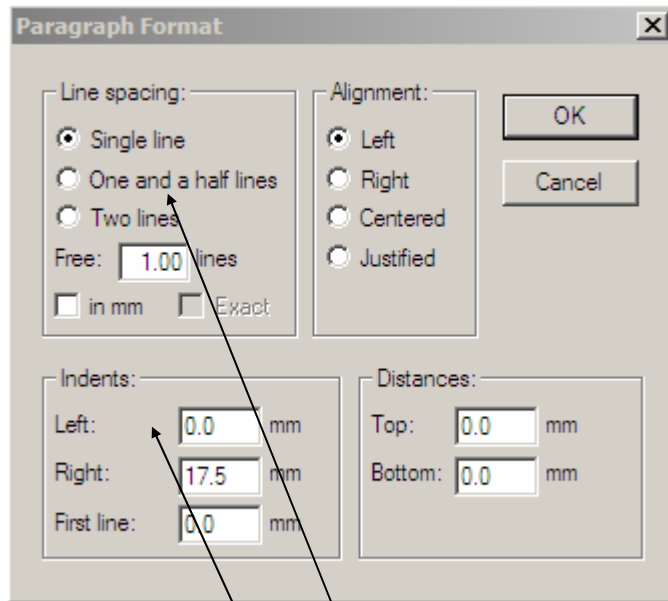 Paragraph Format
Line spacing:
Single line
One and a half lines
Two lines
Free: 1.00 lines
in mm Exact
Alignment:
Left
Right
Centered
Justified
OK
Cancel
Indents:
Left: 0.0 mm
Right: 17.5 mm
First line: 0.0 mm
Distances:
Top: 0.0 mm
Bottom: 0.0 mm